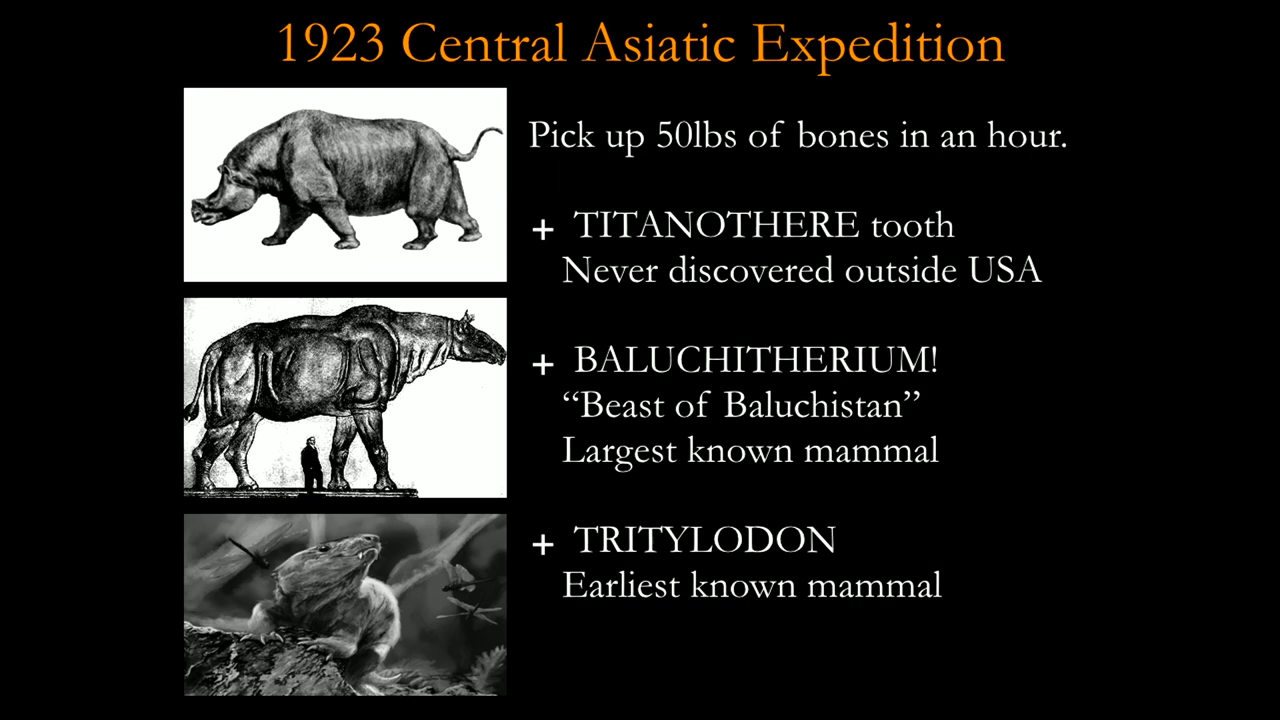 1923 Central Asiatic Expedition
Pick up 50lbs of bones in an hour.
+ TITANOTHERE tooth
Never discovered outside USA
+ BALUCHITHERIUM!
“Beast of Baluchistan”
Largest known mammal
+ TRITYLODON
Earliest known mammal